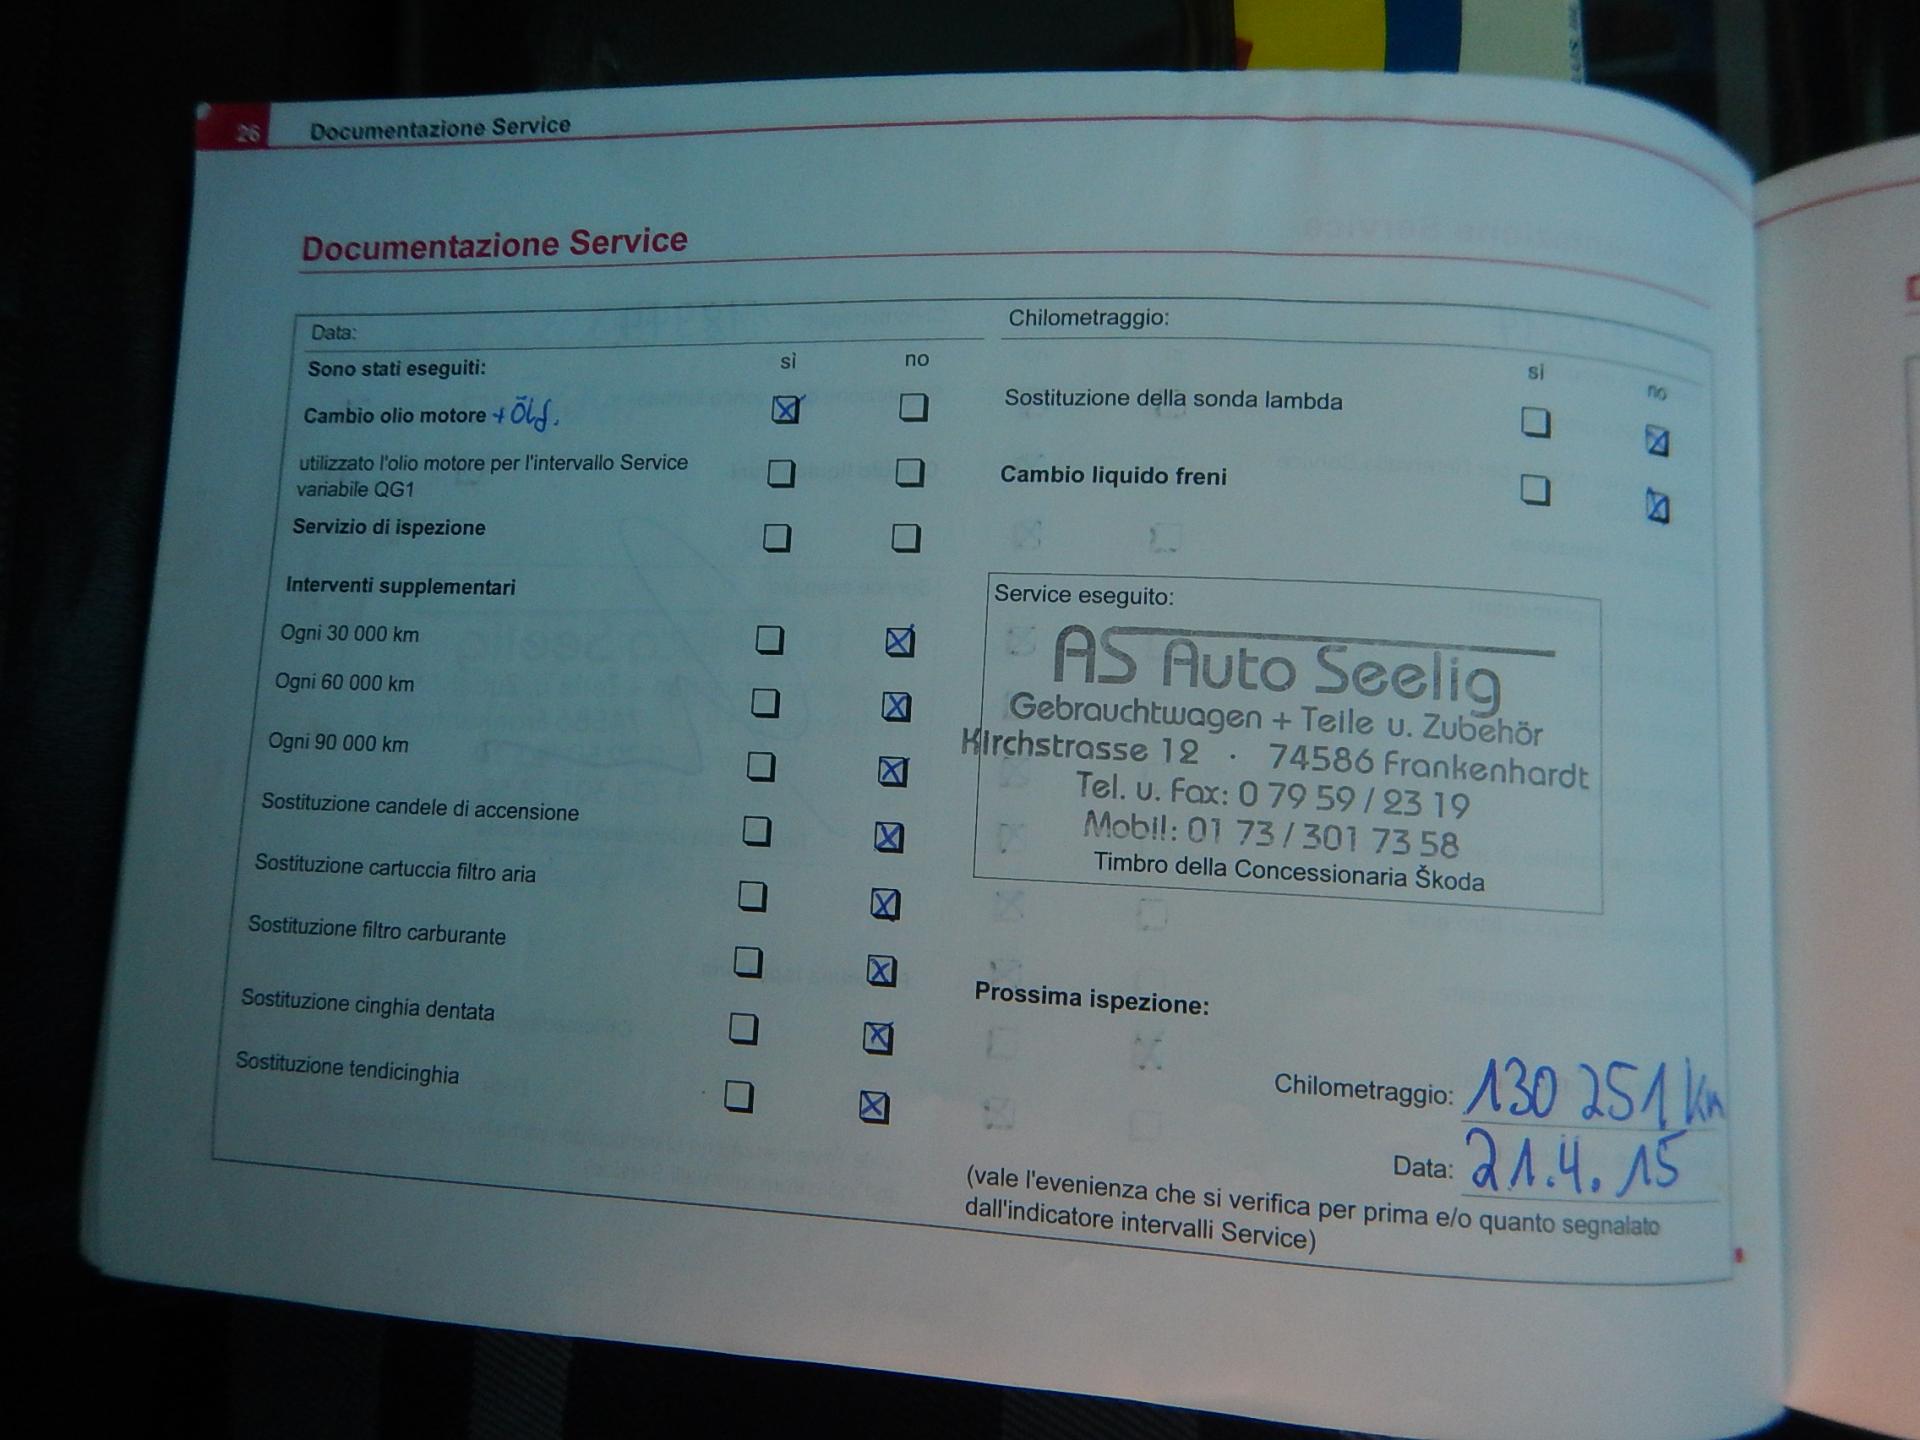 26 Documentazione Service
Documentazione Service
Data:
Sono stati eseguiti: sì no
Cambio olio motore + Ölf.
utilizzato l'olio motore per l'intervallo Service
variabile QG1
Servizio di ispezione
Interventi supplementari
Ogni 30 000 km
Ogni 60 000 km
Ogni 90 000 km
Sostituzione candele di accensione
Sostituzione cartuccia filtro aria
Sostituzione filtro carburante
Sostituzione cinghia dentata
Sostituzione tendicinghia
Chilometraggio:
sì no
Sostituzione della sonda lambda
Cambio liquido freni
Service eseguito:
AS Auto Seelig
Gebrauchtwagen + Teile u. Zubehör
Kirchstrasse 12 · 74586 Frankenhardt
Tel. u. Fax: 0 79 59 / 23 19
Mobil: 01 73 / 301 73 58
Timbro della Concessionaria Škoda
Prossima ispezione:
Chilometraggio: 130 251 km
Data: 21.4.15
(vale l'evenienza che si verifica per prima e/o quanto segnalato
dall'indicatore intervalli Service)